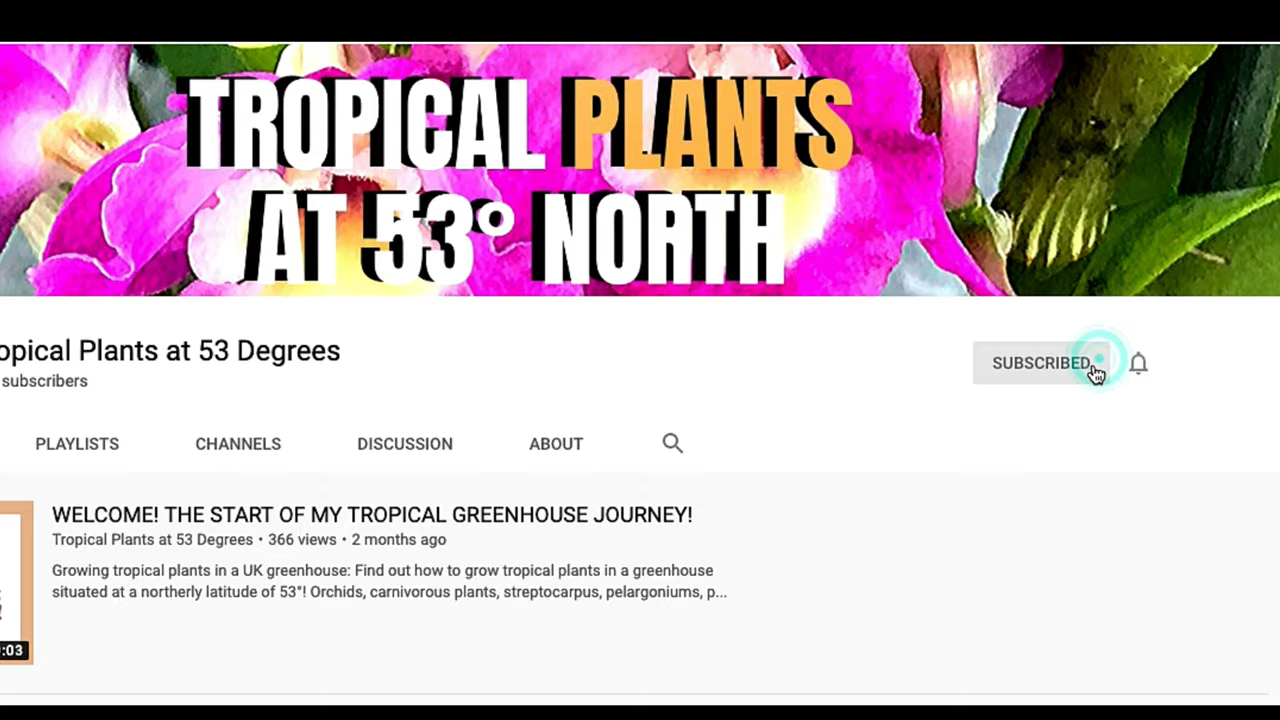 TROPICAL PLANTS
AT 53° NORTH
opical Plants at 53 Degrees
subscribers
SUBSCRIBED
PLAYLISTS
CHANNELS
DISCUSSION
ABOUT
WELCOME! THE START OF MY TROPICAL GREENHOUSE JOURNEY!
Tropical Plants at 53 Degrees • 366 views • 2 months ago
Growing tropical plants in a UK greenhouse: Find out how to grow tropical plants in a greenhouse
situated at a northerly latitude of 53°! Orchids, carnivorous plants, streptocarpus, pelargoniums, p...
:03